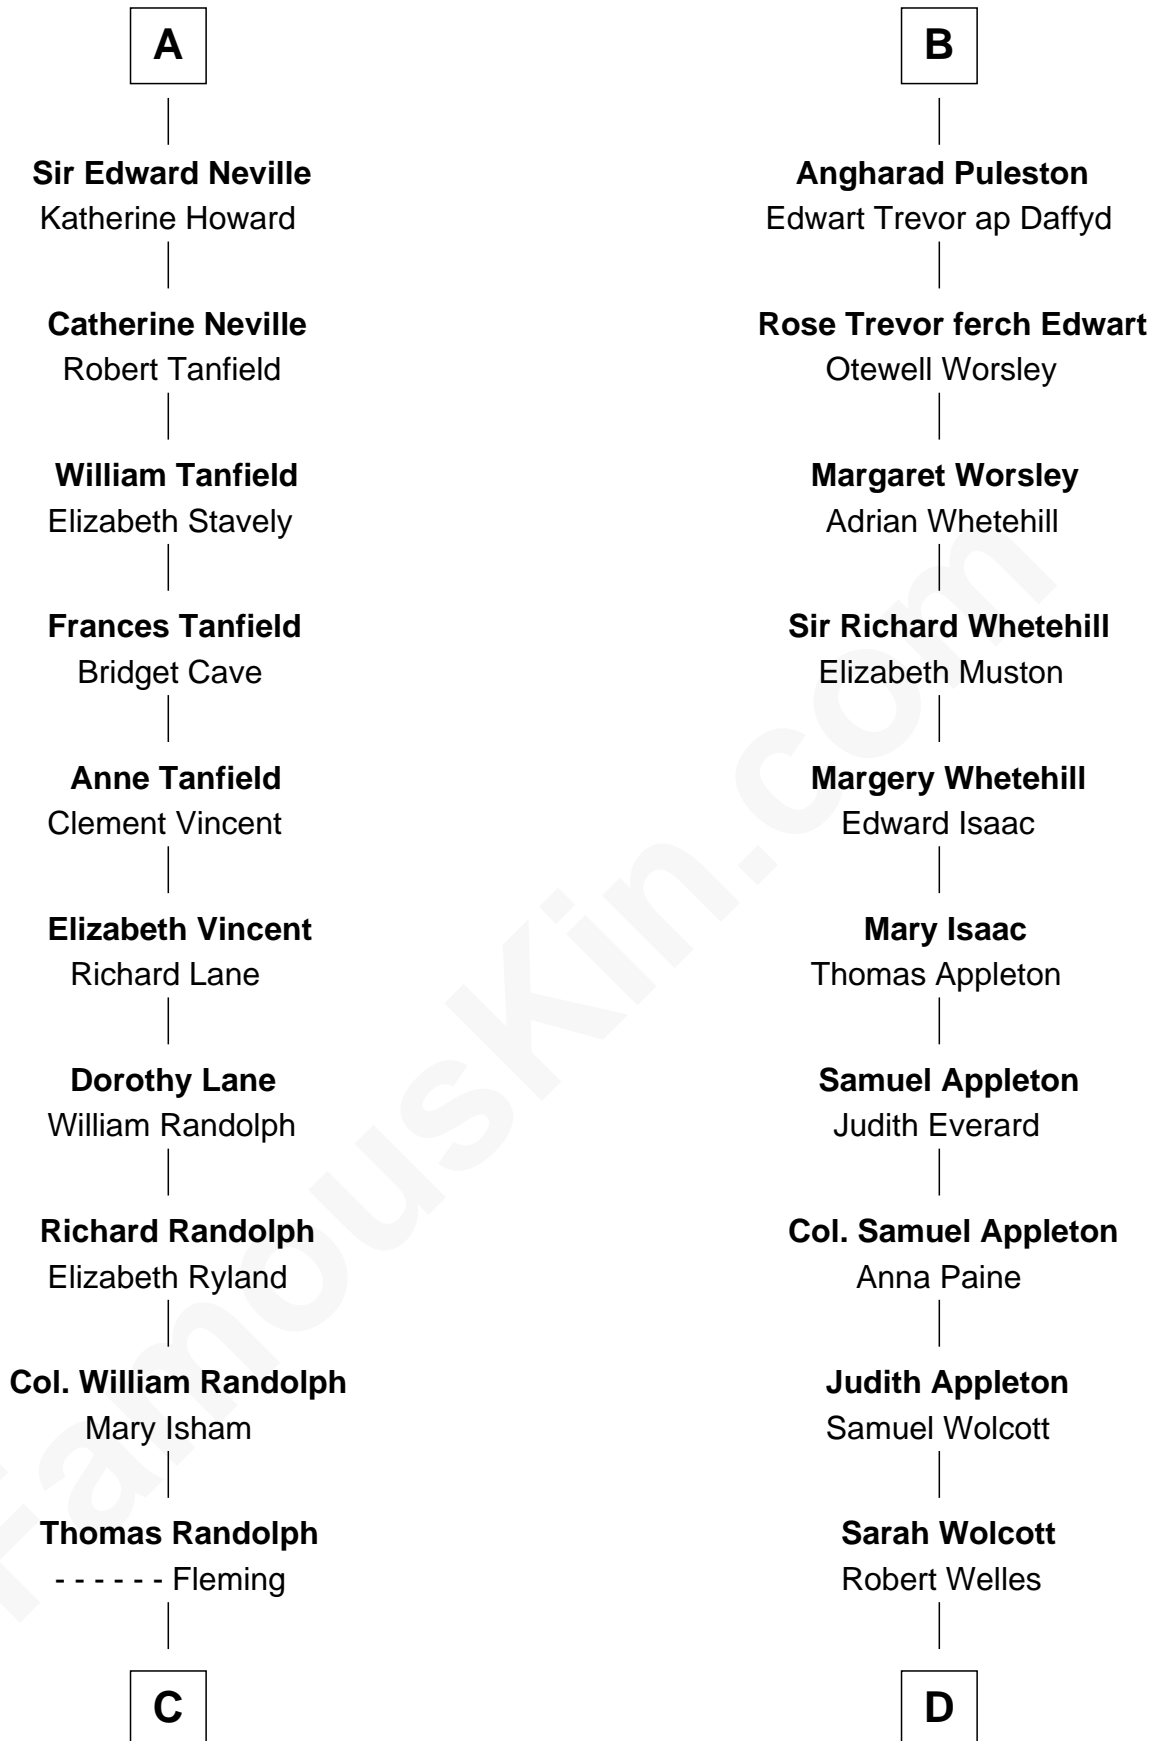 A
Sir Edward Neville
Katherine Howard
Catherine Neville
Robert Tanfield
William Tanfield
Elizabeth Stavely
Frances Tanfield
Bridget Cave
Anne Tanfield
Clement Vincent
Elizabeth Vincent
Richard Lane
Dorothy Lane
William Randolph
Richard Randolph
Elizabeth Ryland
Col. William Randolph
Mary Isham
Thomas Randolph
- - - - - - Fleming
C
B
Angharad Puleston
Edwart Trevor ap Daffyd
Rose Trevor ferch Edwart
Otewell Worsley
Margaret Worsley
Adrian Whetehill
Sir Richard Whetehill
Elizabeth Muston
Margery Whetehill
Edward Isaac
Mary Isaac
Thomas Appleton
Samuel Appleton
Judith Everard
Col. Samuel Appleton
Anna Paine
Judith Appleton
Samuel Wolcott
Sarah Wolcott
Robert Welles
D
FamousKin.com